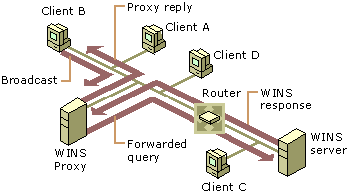 Client B
Proxy reply
Client A
Client D
Broadcast
Router
WINS
response
WINS
Proxy
Forwarded
query
WINS
server
Client C